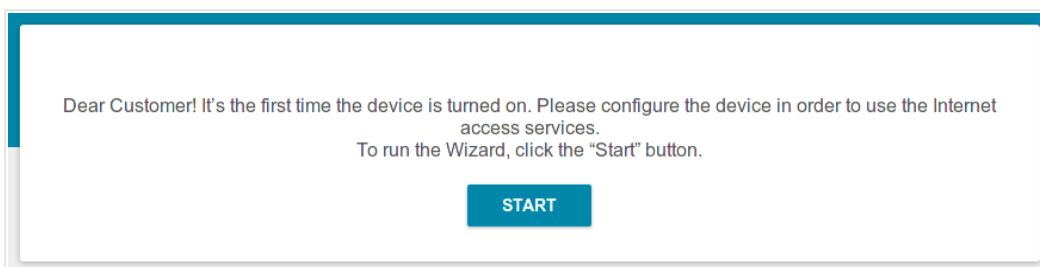 Dear Customer! It’s the first time the device is turned on. Please configure the device in order to use the Internet
access services.
To run the Wizard, click the “Start” button.
START